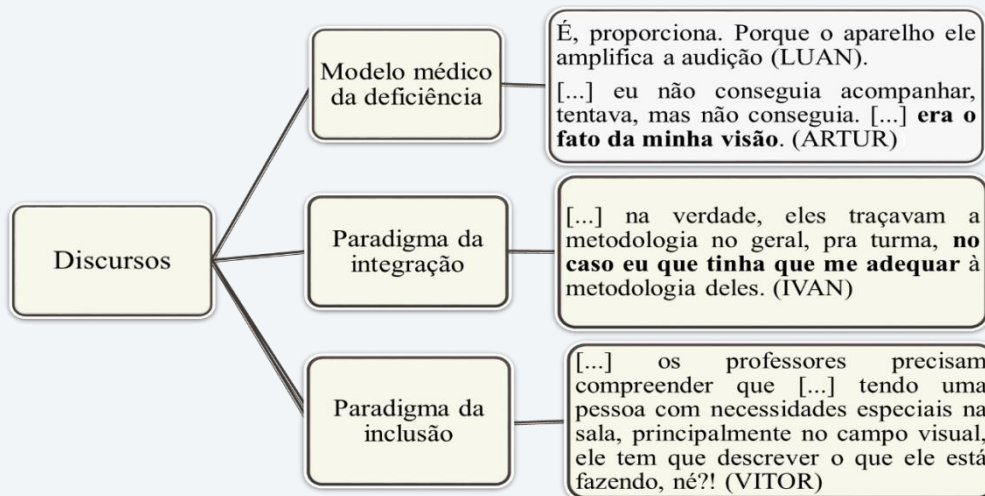 Discursos
Modelo médico
da deficiência
É, proporciona. Porque o aparelho ele
amplifica a audição (LUAN).
[...] eu não conseguia acompanhar,
tentava, mas não conseguia. [...] era o
fato da minha visão. (ARTUR)
Paradigma da
integração
[...] na verdade, eles traçavam a
metodologia no geral, pra turma, no
caso eu que tinha que me adequar à
metodologia deles. (IVAN)
Paradigma da
inclusão
[...] os professores precisam
compreender que [...] tendo uma
pessoa com necessidades especiais na
sala, principalmente no campo visual,
ele tem que descrever o que ele está
fazendo, né?! (VITOR)